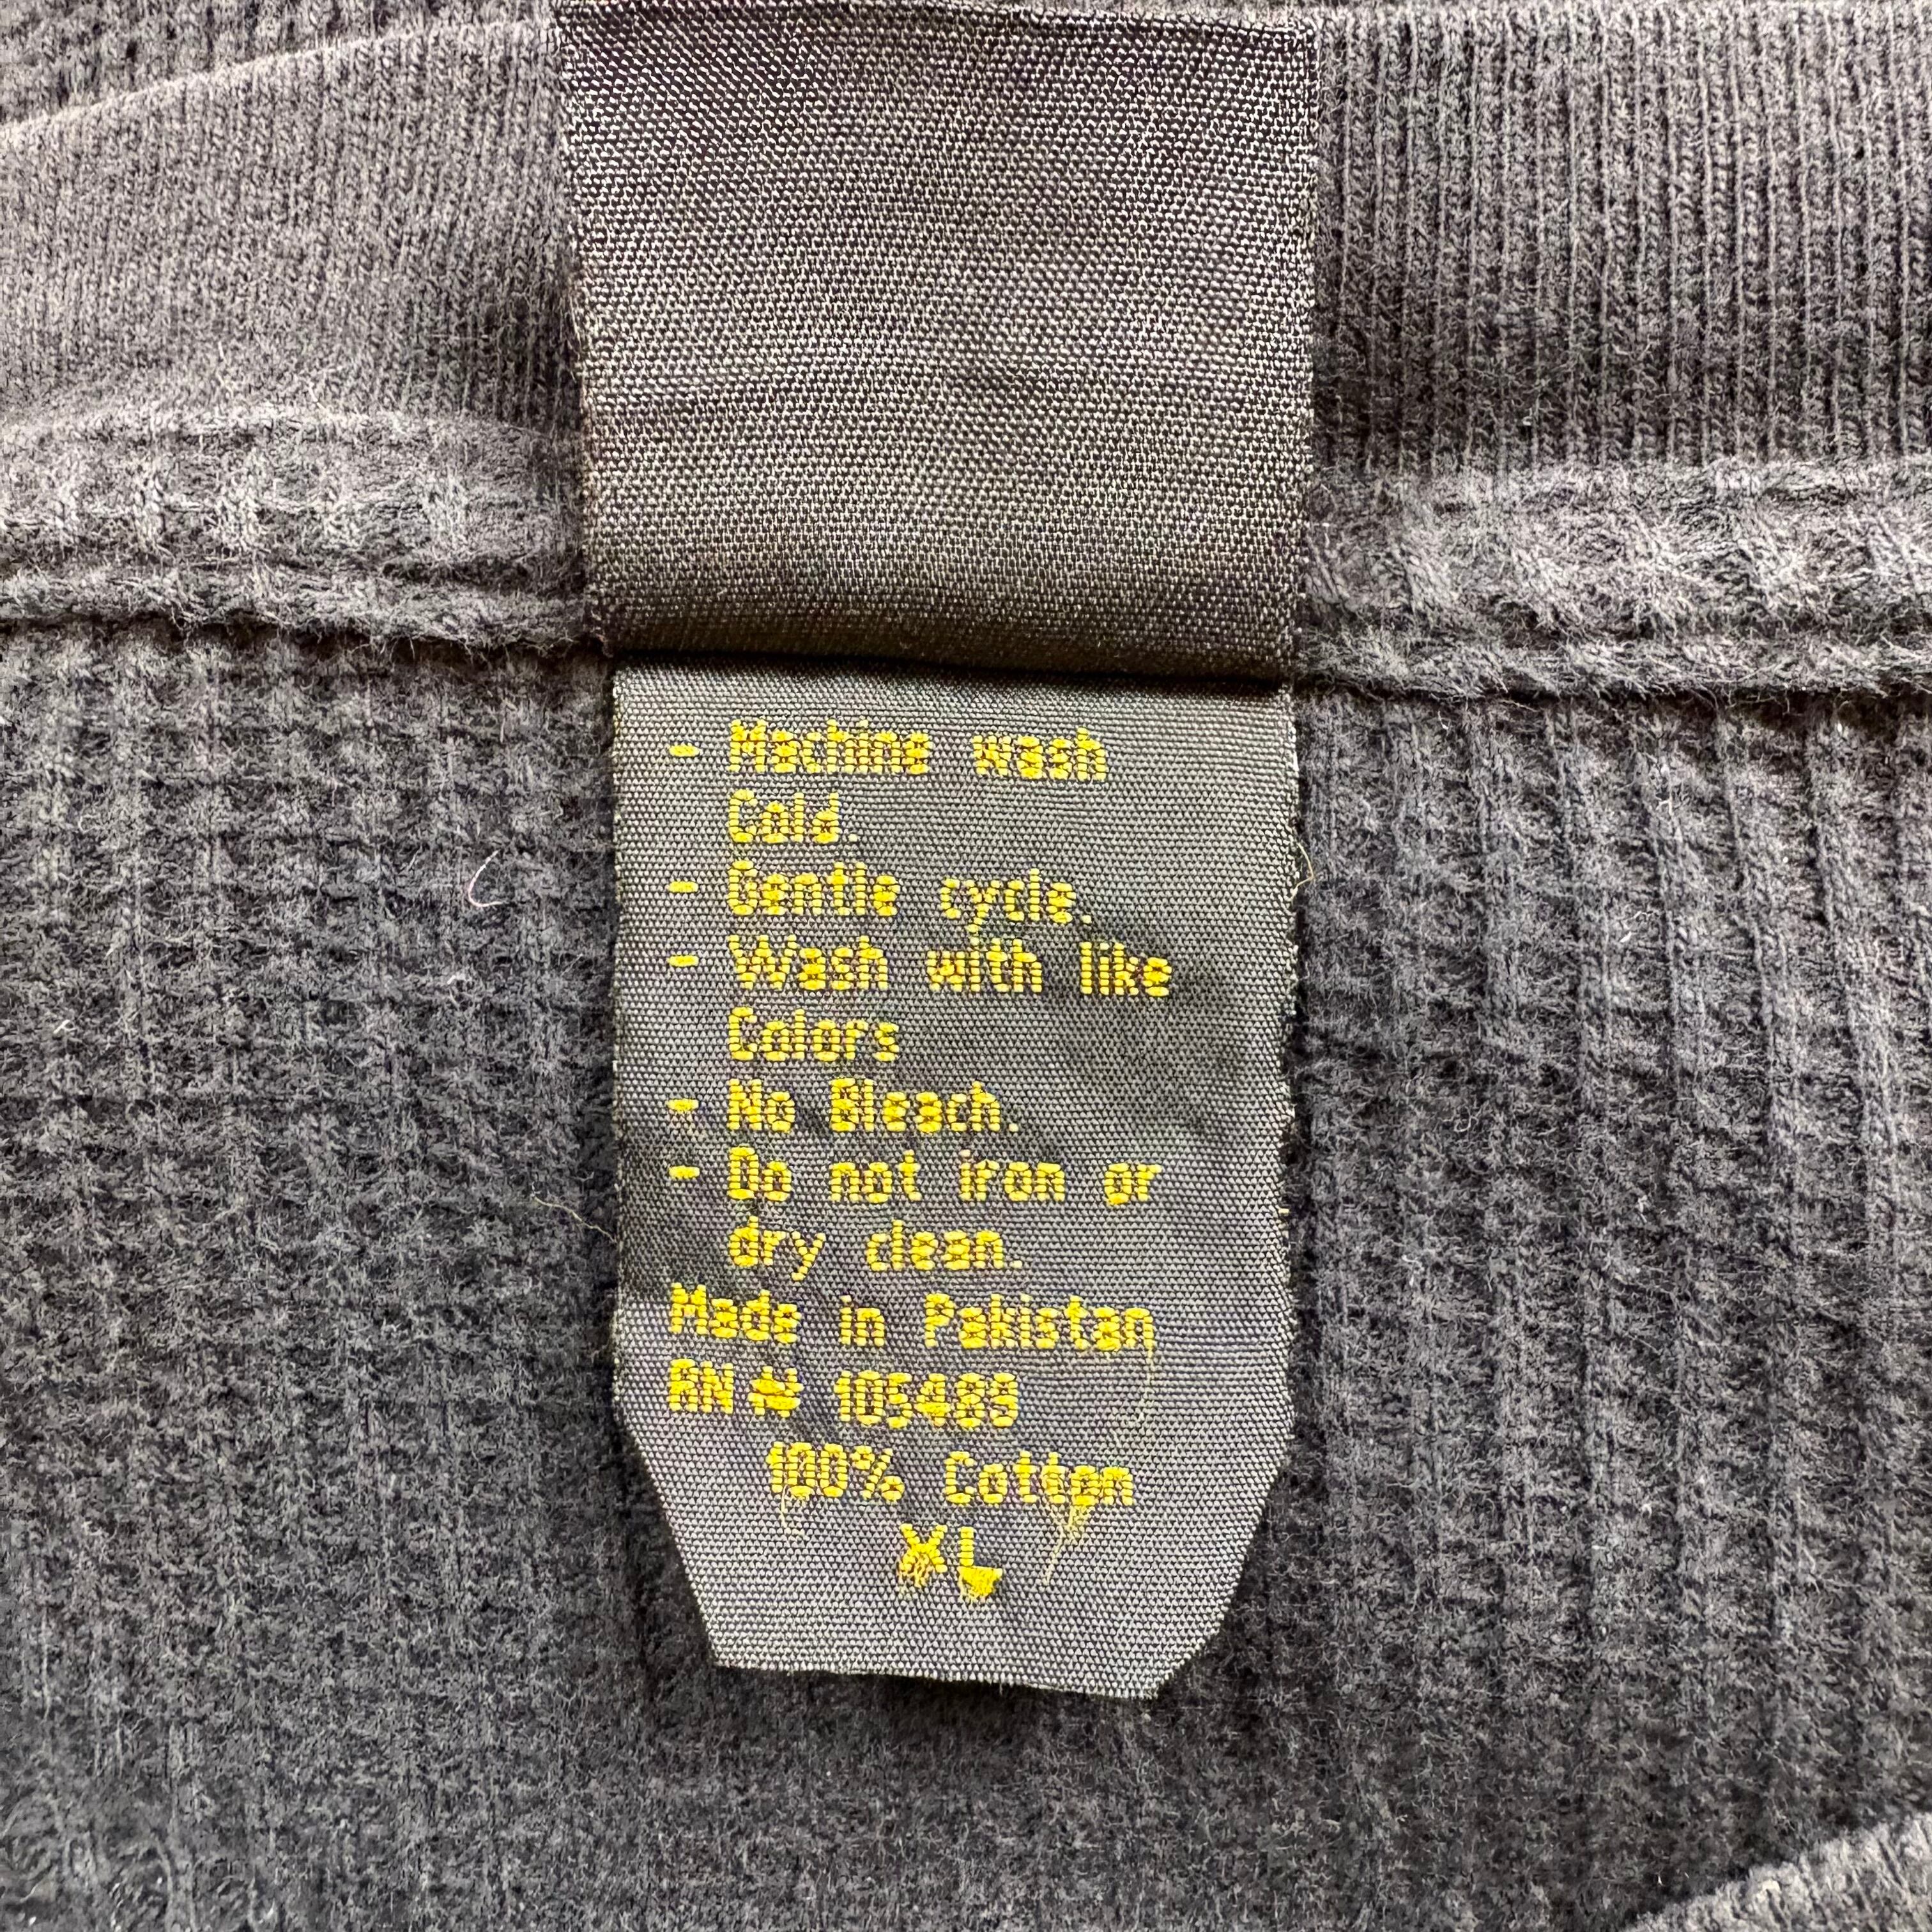 - Machine wash
Cold.
- Gentle cycle.
- Wash with like
Colors
- No Bleach.
- Do not iron or
dry clean.
Made in Pakistan
RN # 105489
100% Cotton
XL